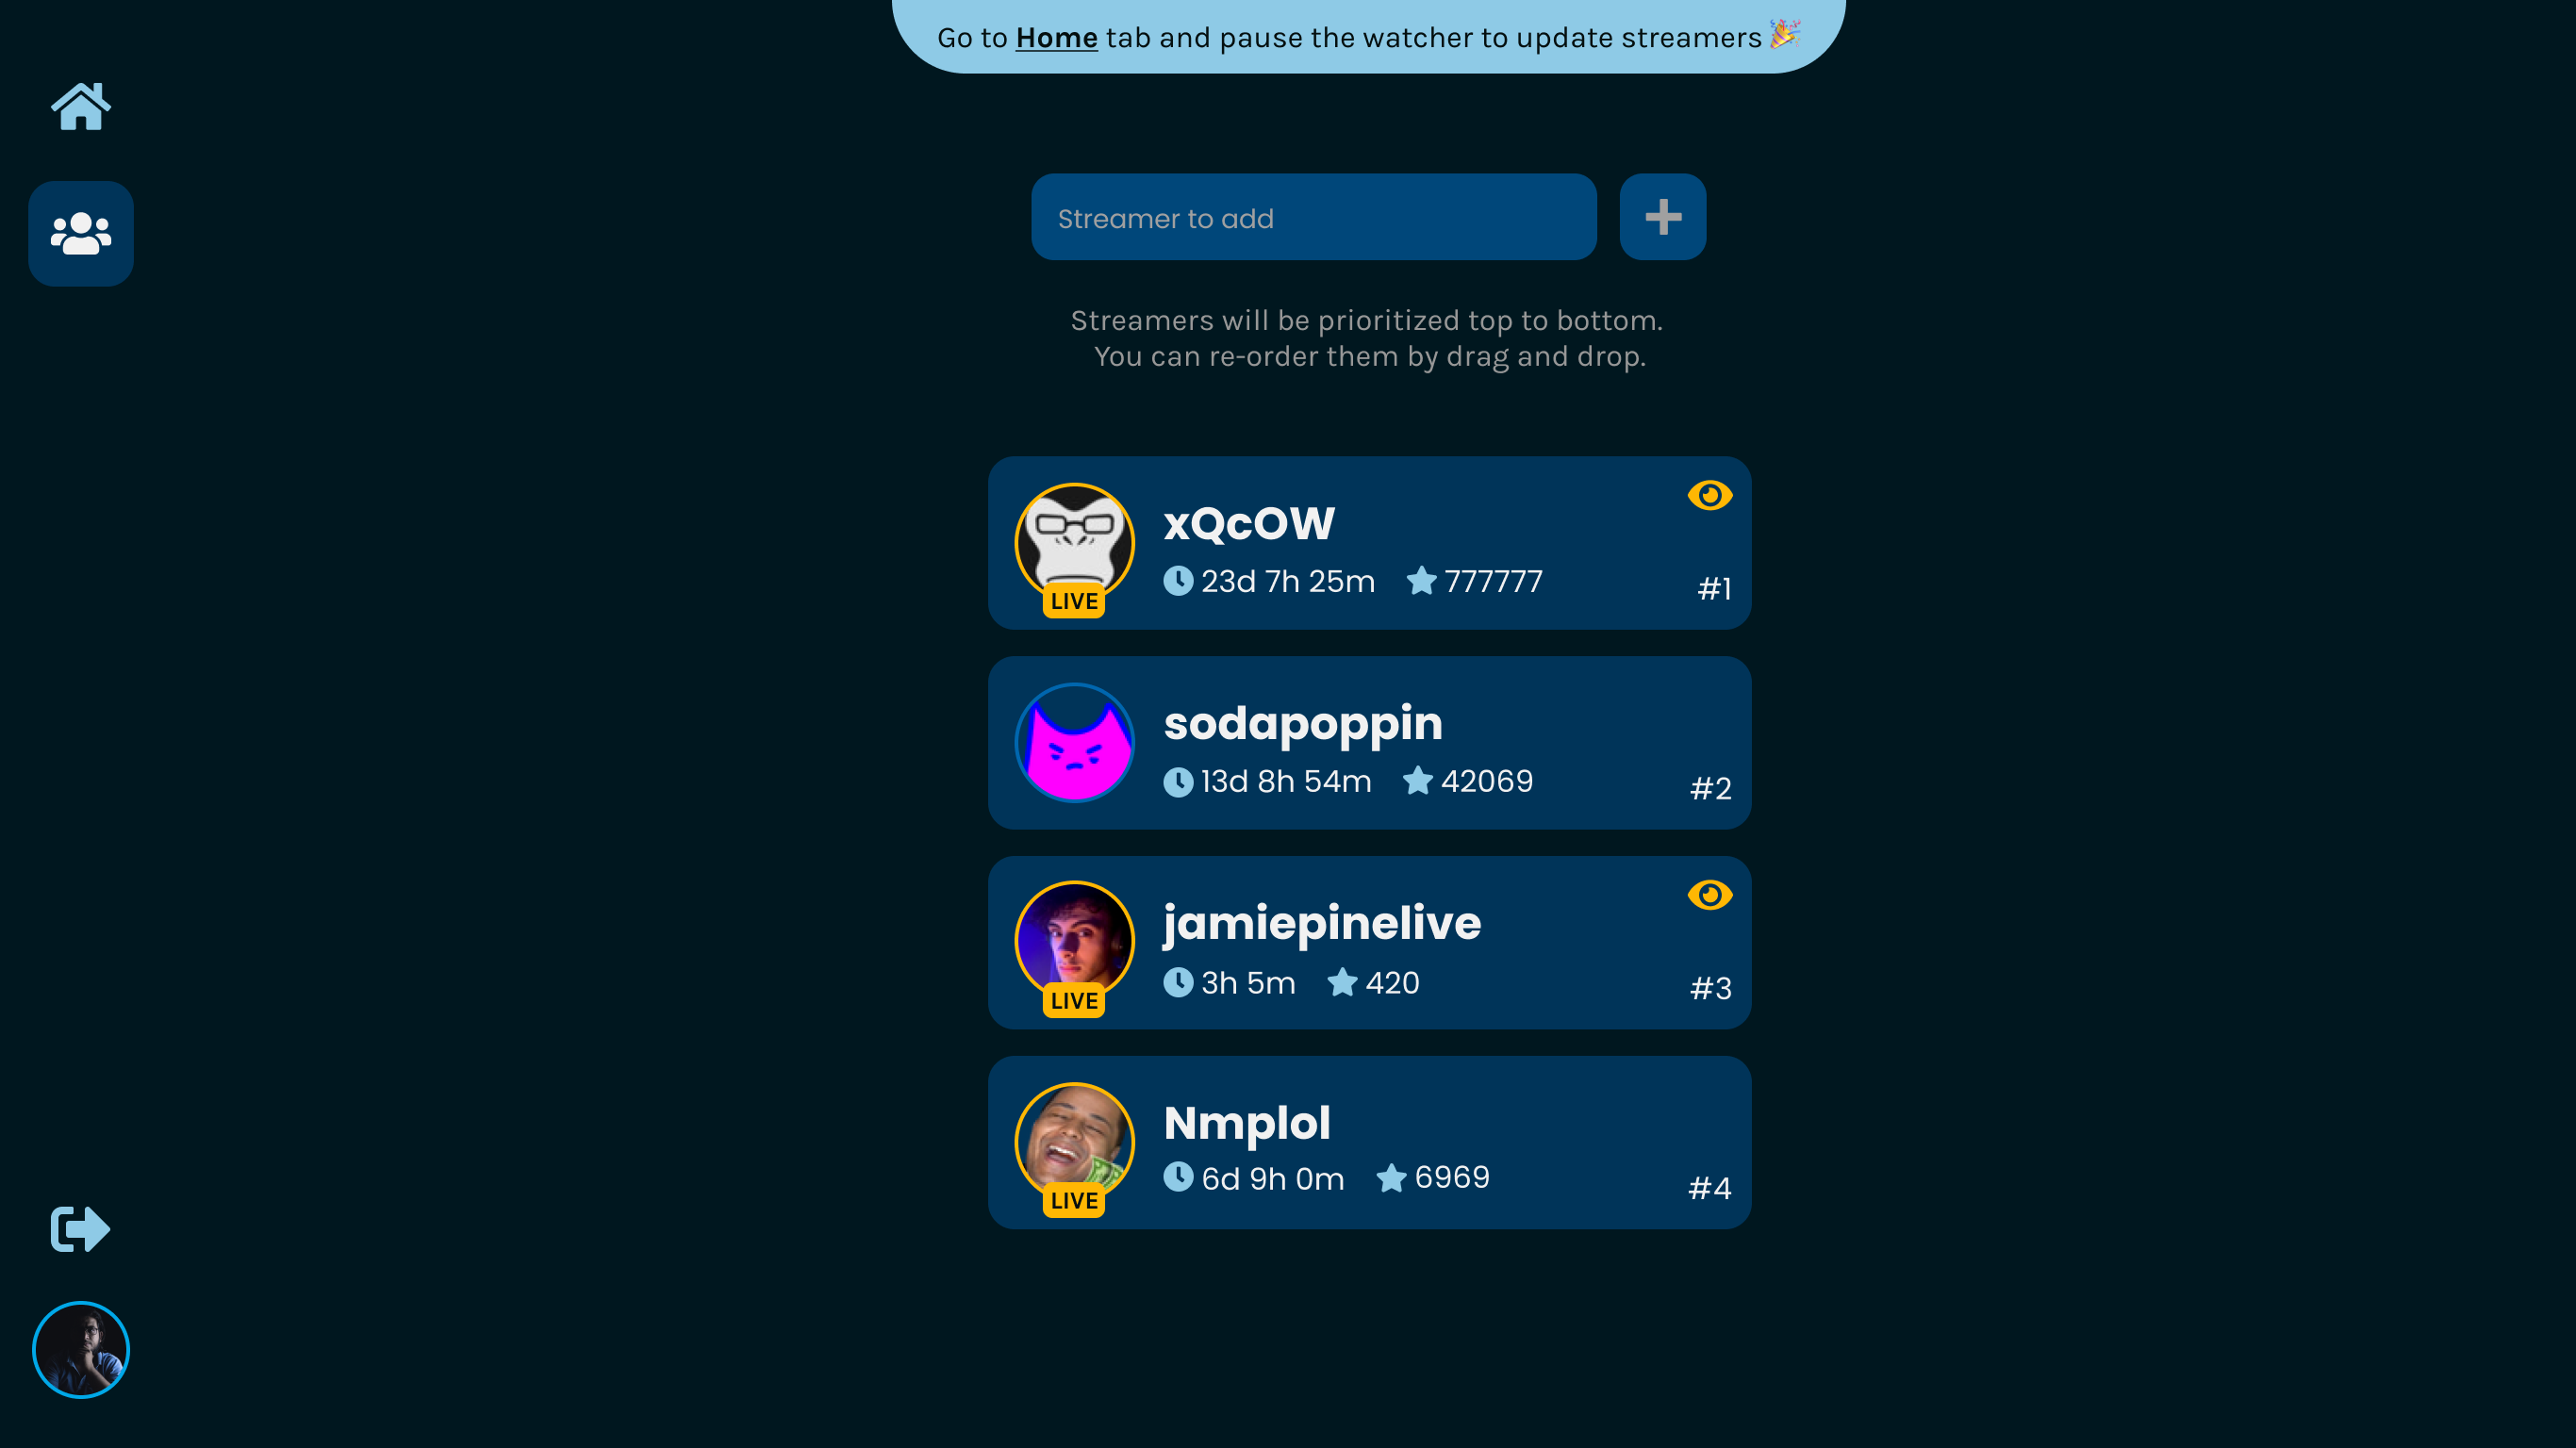 Go to Home tab and pause the watcher to update streamers 🎉
Streamer to add
Streamers will be prioritized top to bottom.
You can re-order them by drag and drop.
xQcOW
23d 7h 25m 777777
LIVE
#1
sodapoppin
13d 8h 54m 42069
#2
jamiepinelive
3h 5m 420
LIVE
#3
Nmplol
6d 9h 0m 6969
LIVE
#4